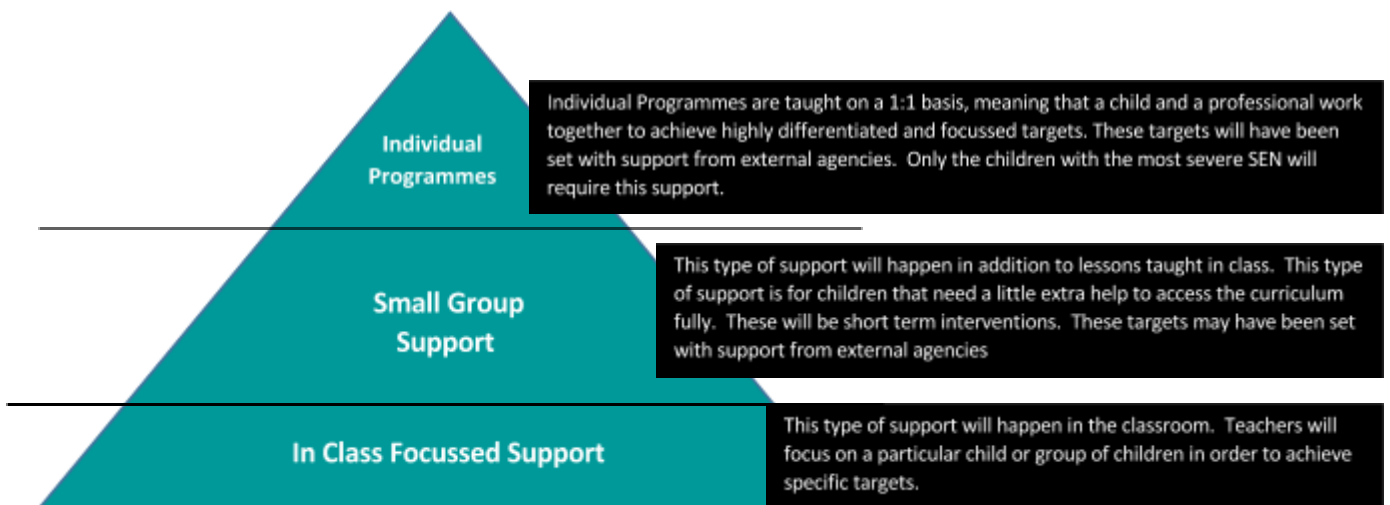 Individual
Programmes
Individual Programmes are taught on a 1:1 basis, meaning that a child and a professional work
together to achieve highly differentiated and focussed targets. These targets will have been
set with support from external agencies.  Only the children with the most severe SEN will
require this support.
Small Group
Support
This type of support will happen in addition to lessons taught in class.  This type
of support is for children that need a little extra help to access the curriculum
fully.  These will be short term interventions.  These targets may have been set
with support from external agencies
In Class Focussed Support
This type of support will happen in the classroom.  Teachers will
focus on a particular child or group of children in order to achieve
specific targets.